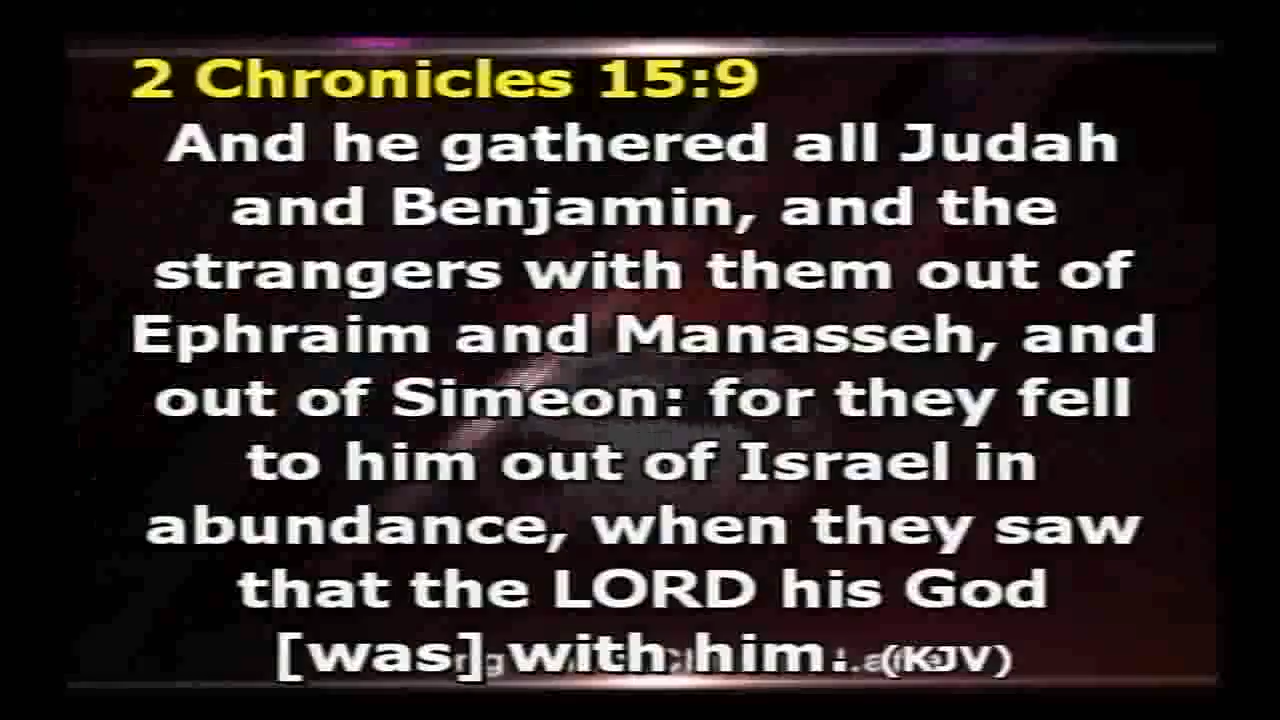 2 Chronicles 15:9
And he gathered all Judah
and Benjamin, and the
strangers with them out of
Ephraim and Manasseh, and
out of Simeon: for they fell
to him out of Israel in
abundance, when they saw
that the LORD his God
[was] with him. (KJV)